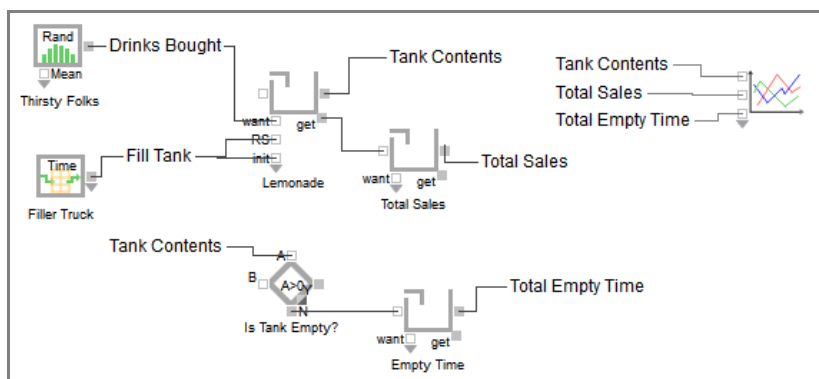 Rand
Drinks Bought
Mean
Thirsty Folks
Tank Contents
want
get
RS
init
Lemonade
Fill Tank
Time
Filler Truck
want
get
Total Sales
Total Sales
Tank Contents
Total Sales
Total Empty Time
Tank Contents
A
B
A>0
Y
N
Is Tank Empty?
Total Empty Time
want
get
Empty Time